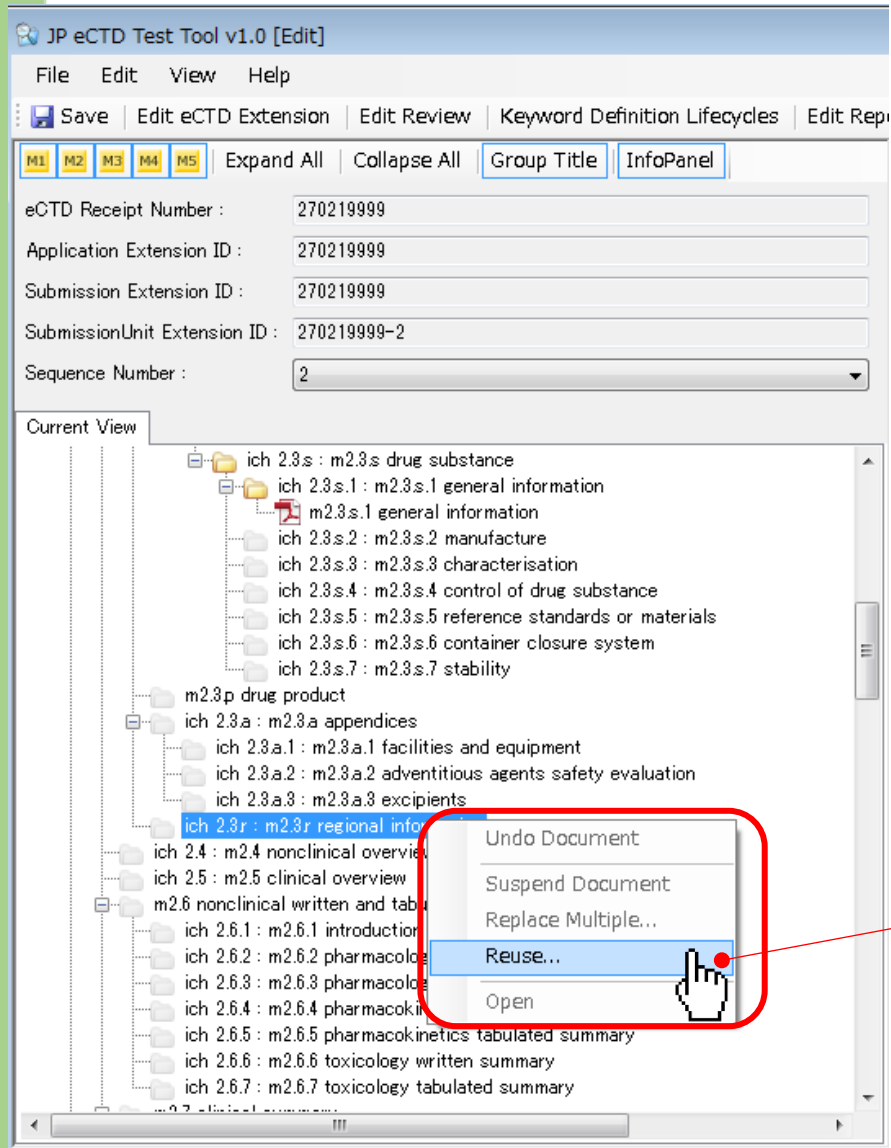 JP eCTD Test Tool v1.0 [Edit]
File Edit View Help
Save Edit eCTD Extension Edit Review Keyword Definition Lifecycles Edit Rep
M1 M2 M3 M4 M5 Expand All Collapse All Group Title InfoPanel
eCTD Receipt Number : 270219999
Application Extension ID : 270219999
Submission Extension ID : 270219999
SubmissionUnit Extension ID : 270219999-2
Sequence Number : 2
Current View
ich 2.3.s : m2.3.s drug substance
ich 2.3.s.1 : m2.3.s.1 general information
m2.3.s.1 general information
ich 2.3.s.2 : m2.3.s.2 manufacture
ich 2.3.s.3 : m2.3.s.3 characterisation
ich 2.3.s.4 : m2.3.s.4 control of drug substance
ich 2.3.s.5 : m2.3.s.5 reference standards or materials
ich 2.3.s.6 : m2.3.s.6 container closure system
ich 2.3.s.7 : m2.3.s.7 stability
m2.3.p drug product
ich 2.3.a : m2.3.a appendices
ich 2.3.a.1 : m2.3.a.1 facilities and equipment
ich 2.3.a.2 : m2.3.a.2 adventitious agents safety evaluation
ich 2.3.a.3 : m2.3.a.3 excipients
ich 2.3.r : m2.3.r regional info
ich 2.4 : m2.4 nonclinical overvie
ich 2.5 : m2.5 clinical overview
m2.6 nonclinical written and tabu
ich 2.6.1 : m2.6.1 introduction
ich 2.6.2 : m2.6.2 pharmacolog
ich 2.6.3 : m2.6.3 pharmacolog
ich 2.6.4 : m2.6.4 pharmacokin
ich 2.6.5 : m2.6.5 pharmacokinetics tabulated summary
ich 2.6.6 : m2.6.6 toxicology written summary
ich 2.6.7 : m2.6.7 toxicology tabulated summary
Undo Document
Suspend Document
Replace Multiple...
Reuse...
Open